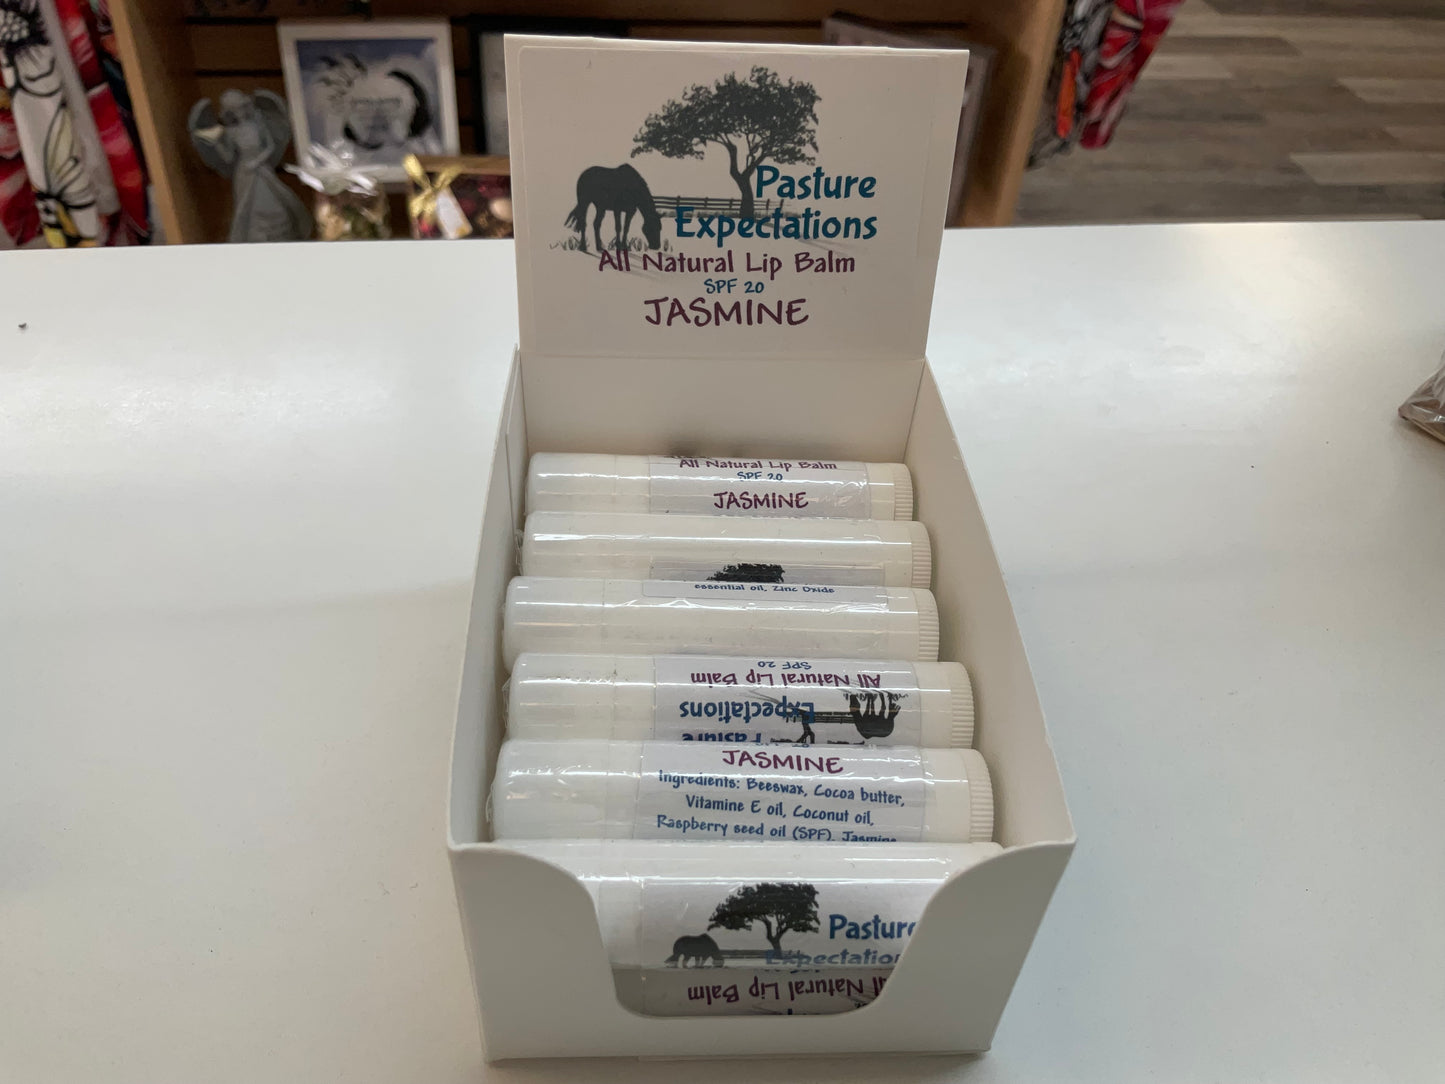 Pasture
Expectations
All Natural Lip Balm
SPF 20
JASMINE
All Natural Lip Balm
SPF 20
JASMINE
essential oil, Zinc Oxide
SPF 20
All Natural Lip Balm
Expectations
Pasture
JASMINE
Ingredients: Beeswax, Cocoa butter,
Vitamine E oil, Coconut oil,
Raspberry seed oil (SPF), Jasmine
Pasture
Expectation
All Natural Lip Balm